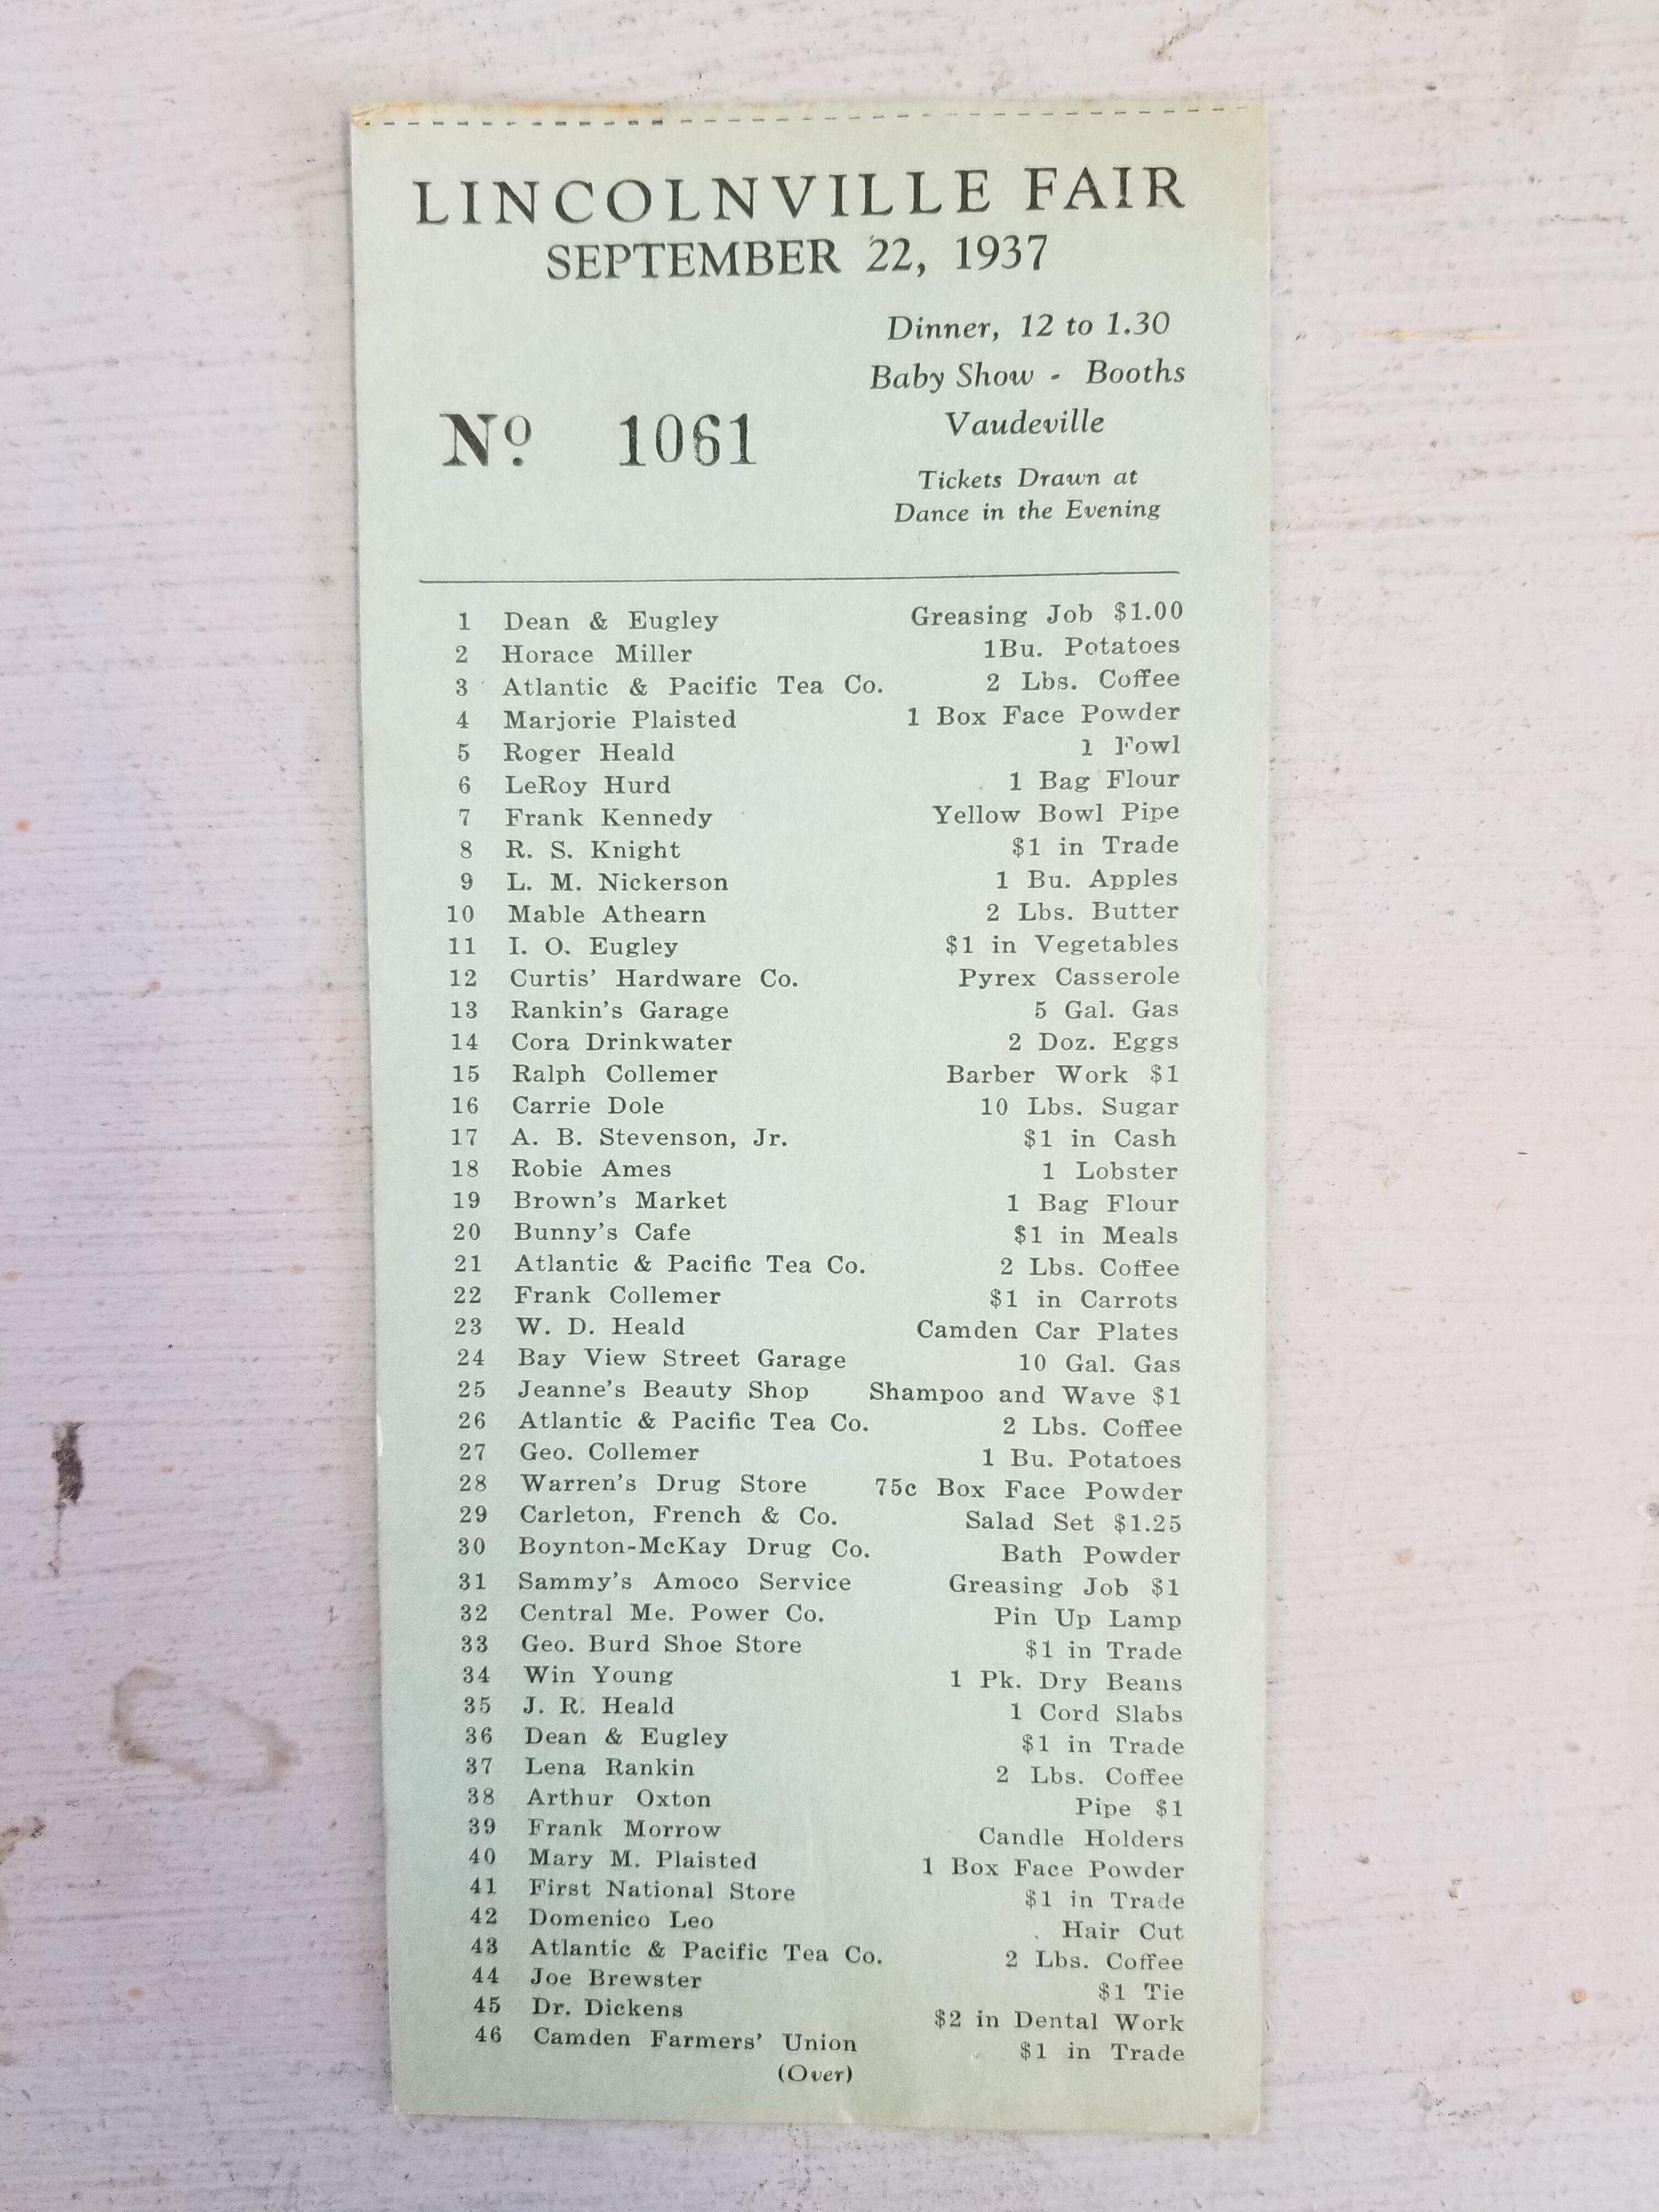 LINCOLNVILLE FAIR
SEPTEMBER 22, 1937
Dinner, 12 to 1.30
Baby Show - Booths
Vaudeville
Nº 1061
Tickets Drawn at
Dance in the Evening
1 Dean & Eugley Greasing Job $1.00
2 Horace Miller 1Bu. Potatoes
3 Atlantic & Pacific Tea Co. 2 Lbs. Coffee
4 Marjorie Plaisted 1 Box Face Powder
5 Roger Heald 1 Fowl
6 LeRoy Hurd 1 Bag Flour
7 Frank Kennedy Yellow Bowl Pipe
8 R. S. Knight $1 in Trade
9 L. M. Nickerson 1 Bu. Apples
10 Mable Athearn 2 Lbs. Butter
11 I. O. Eugley $1 in Vegetables
12 Curtis' Hardware Co. Pyrex Casserole
13 Rankin's Garage 5 Gal. Gas
14 Cora Drinkwater 2 Doz. Eggs
15 Ralph Collemer Barber Work $1
16 Carrie Dole 10 Lbs. Sugar
17 A. B. Stevenson, Jr. $1 in Cash
18 Robie Ames 1 Lobster
19 Brown's Market 1 Bag Flour
20 Bunny's Cafe $1 in Meals
21 Atlantic & Pacific Tea Co. 2 Lbs. Coffee
22 Frank Collemer $1 in Carrots
23 W. D. Heald Camden Car Plates
24 Bay View Street Garage 10 Gal. Gas
25 Jeanne's Beauty Shop Shampoo and Wave $1
26 Atlantic & Pacific Tea Co. 2 Lbs. Coffee
27 Geo. Collemer 1 Bu. Potatoes
28 Warren's Drug Store 75c Box Face Powder
29 Carleton, French & Co. Salad Set $1.25
30 Boynton-McKay Drug Co. Bath Powder
31 Sammy's Amoco Service Greasing Job $1
32 Central Me. Power Co. Pin Up Lamp
33 Geo. Burd Shoe Store $1 in Trade
34 Win Young 1 Pk. Dry Beans
35 J. R. Heald 1 Cord Slabs
36 Dean & Eugley $1 in Trade
37 Lena Rankin 2 Lbs. Coffee
38 Arthur Oxton Pipe $1
39 Frank Morrow Candle Holders
40 Mary M. Plaisted 1 Box Face Powder
41 First National Store $1 in Trade
42 Domenico Leo Hair Cut
43 Atlantic & Pacific Tea Co. 2 Lbs. Coffee
44 Joe Brewster $1 Tie
45 Dr. Dickens $2 in Dental Work
46 Camden Farmers' Union $1 in Trade
(Over)